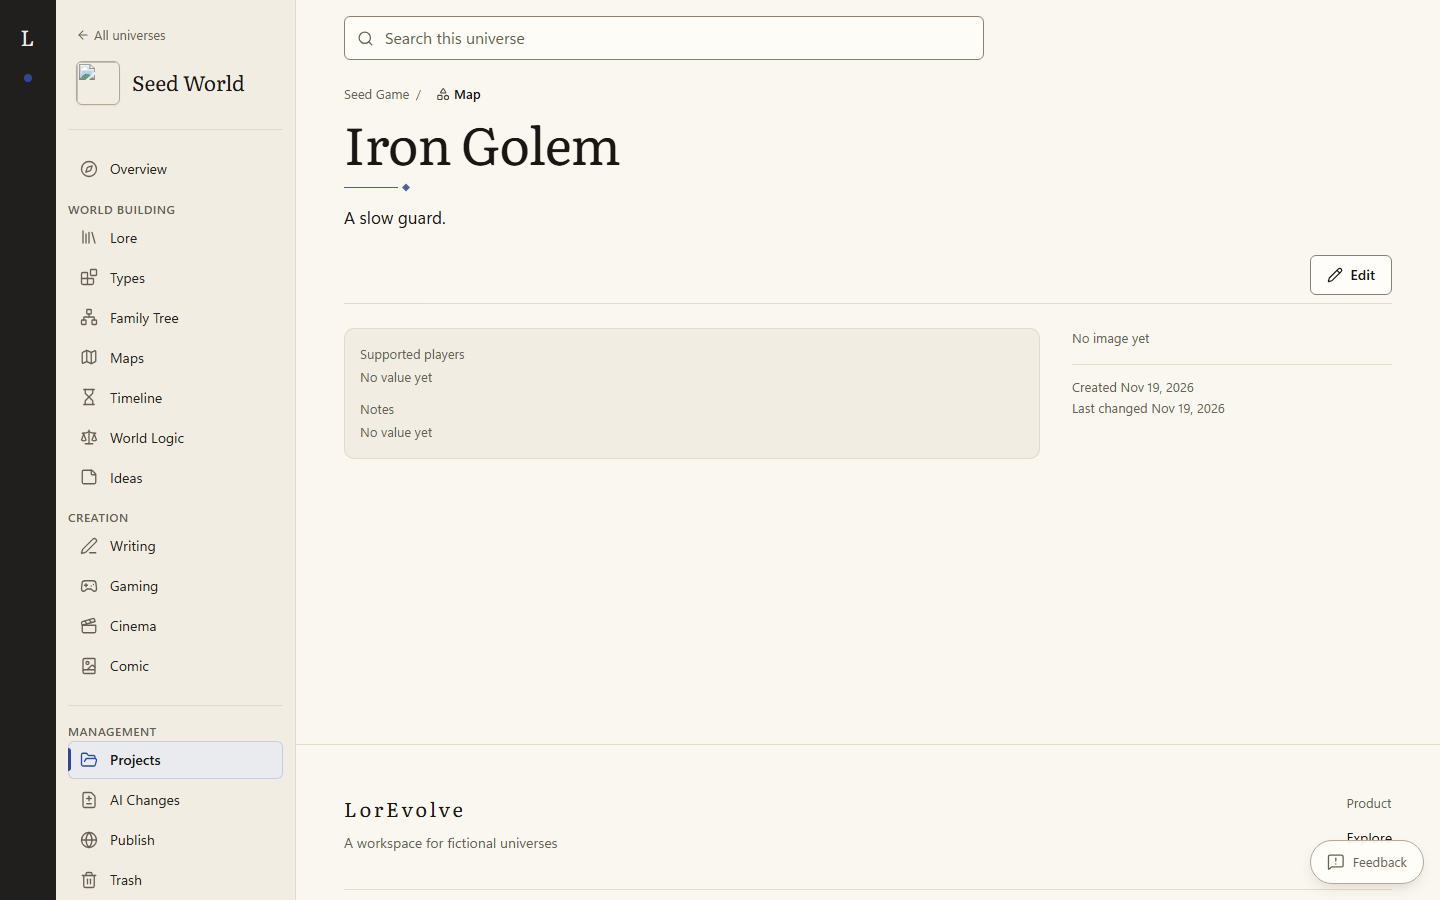 L
All universes
Seed World
Overview
WORLD BUILDING
Lore
Types
Family Tree
Maps
Timeline
World Logic
Ideas
CREATION
Writing
Gaming
Cinema
Comic
MANAGEMENT
Projects
AI Changes
Publish
Trash
Search this universe
Seed Game / Map
Iron Golem
A slow guard.
Edit
Supported players
No value yet
Notes
No value yet
No image yet
Created Nov 19, 2026
Last changed Nov 19, 2026
LorEvolve
A workspace for fictional universes
Product
Explore
Feedback